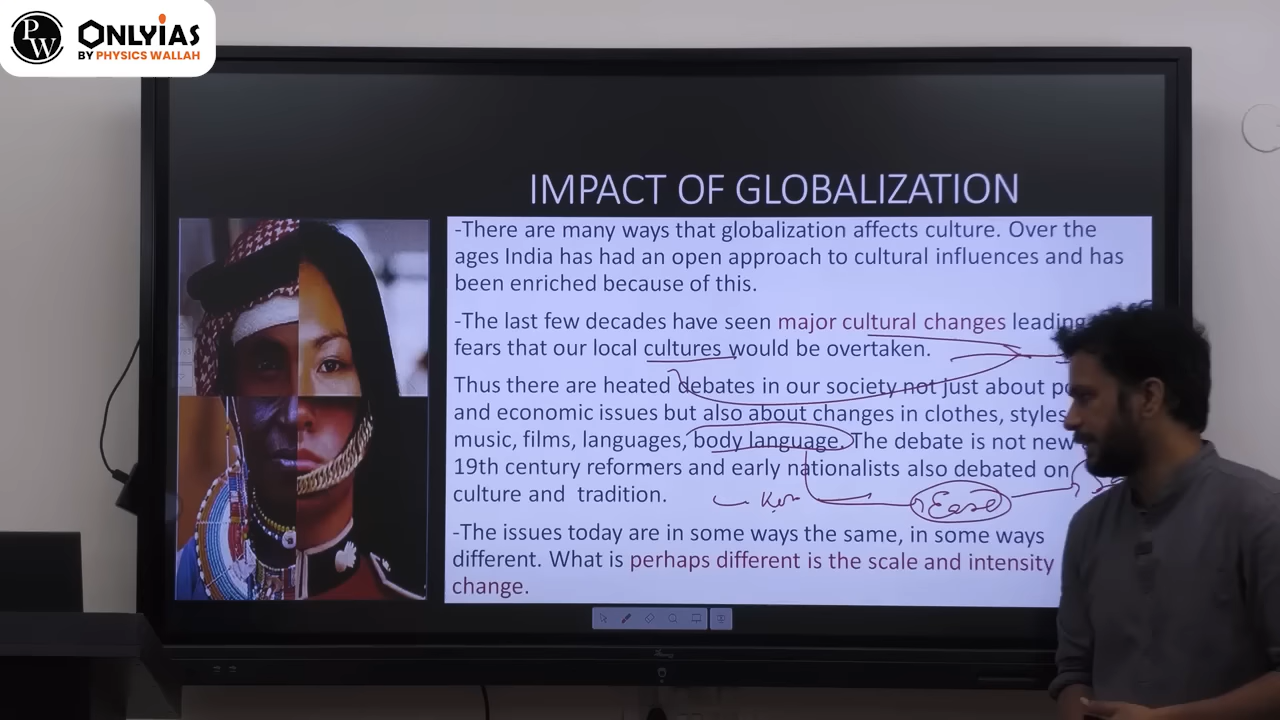 PW
ONLYIAS
BY PHYSICS WALLAH
IMPACT OF GLOBALIZATION
-There are many ways that globalization affects culture. Over the
ages India has had an open approach to cultural influences and has
been enriched because of this.
-The last few decades have seen major cultural changes leading
fears that our local cultures would be overtaken.
Thus there are heated debates in our society not just about
and economic issues but also about changes in clothes, styles
music, films, languages, body language. The debate is not new
19th century reformers and early nationalists also debated on
culture and tradition.
Ease
-The issues today are in some ways the same, in some ways
different. What is perhaps different is the scale and intensity
change.